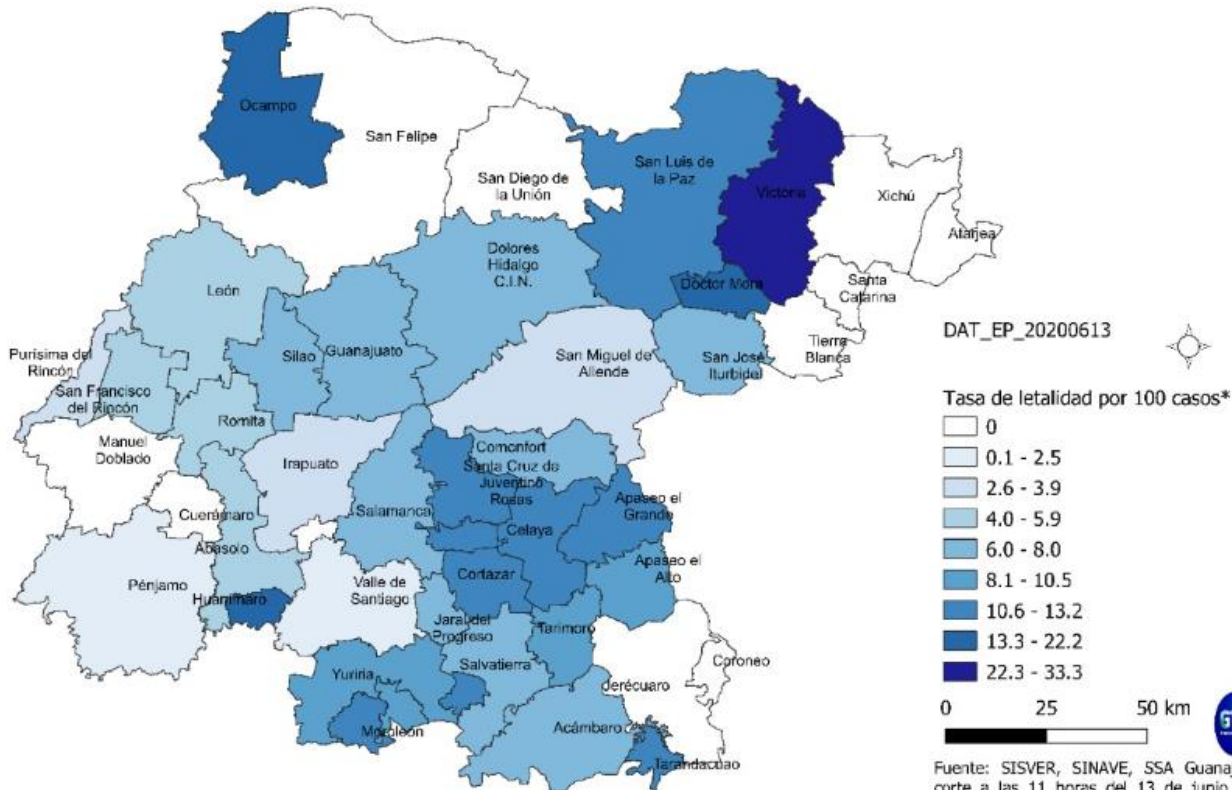 Ocampo
San Felipe
San Diego de
la Unión
San Luis de
la Paz
Victoria
Xichú
Atarjea
Dolores
Hidalgo
C.I.N.
León
Doctor Mora
Santa
Catarina
Tierra
Blanca
Purísima del
Rincón
San Francisco
del Rincón
Silao
Guanajuato
San Miguel de
Allende
San José
Iturbide
Romita
Manuel
Doblado
Irapuato
Comonfort
Santa Cruz de
Juventino
Rosas
Apaseo el
Grande
Cuerámaro
Salamanca
Celaya
Abasolo
Apaseo el
Alto
Pénjamo
Valle de
Santiago
Cortazar
Huanímaro
Jaral del
Progreso
Tarimoro
Coroneo
Yuriria
Salvatierra
Jerécuaro
Moroleón
Acámbaro
Tarandacuao
DAT_EP_20200613
Tasa de letalidad por 100 casos*
0
0.1 - 2.5
2.6 - 3.9
4.0 - 5.9
6.0 - 8.0
8.1 - 10.5
10.6 - 13.2
13.3 - 22.2
22.3 - 33.3
0 25 50 km
Fuente: SISVER, SINAVE, SSA
corte a las 11 horas del 13 de junio